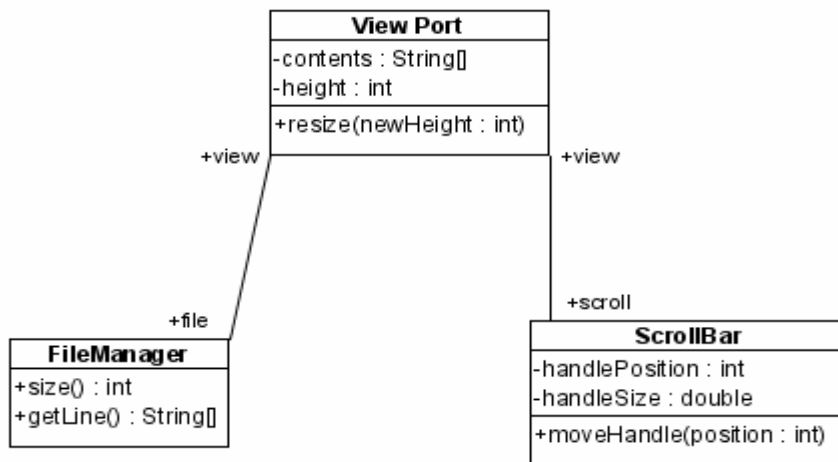 View Port
-contents : String[]
-height : int
+resize(newHeight : int)
+view
+view
+file
+scroll
FileManager
+size() : int
+getLine() : String[]
ScrollBar
-handlePosition : int
-handleSize : double
+moveHandle(position : int)